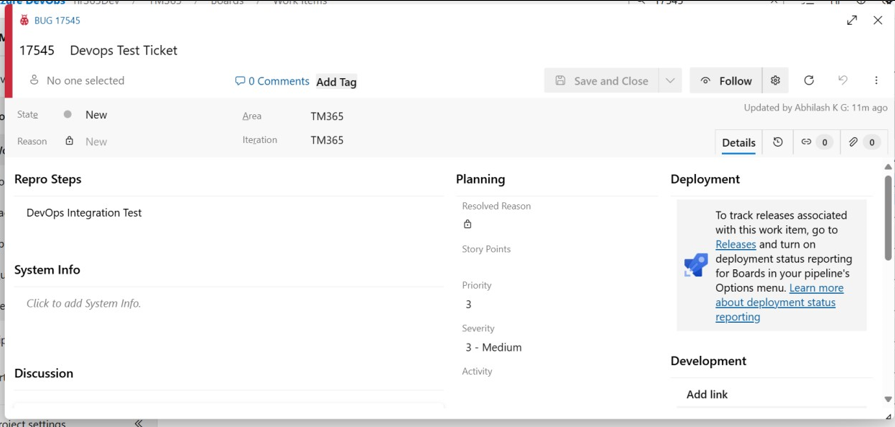 BUG 17545
17545 Devops Test Ticket
No one selected
0 Comments Add Tag
Save and Close
Follow
State New
Area TM365
Updated by Abhilash K G: 11m ago
Reason New
Iteration TM365
Details
0
0
Repro Steps
DevOps Integration Test
System Info
Click to add System Info.
Discussion
Planning
Resolved Reason
Story Points
Priority
3
Severity
3 - Medium
Activity
Deployment
To track releases associated
with this work item, go to
Releases and turn on
deployment status reporting
for Boards in your pipeline's
Options menu. Learn more
about deployment status
reporting
Development
Add link